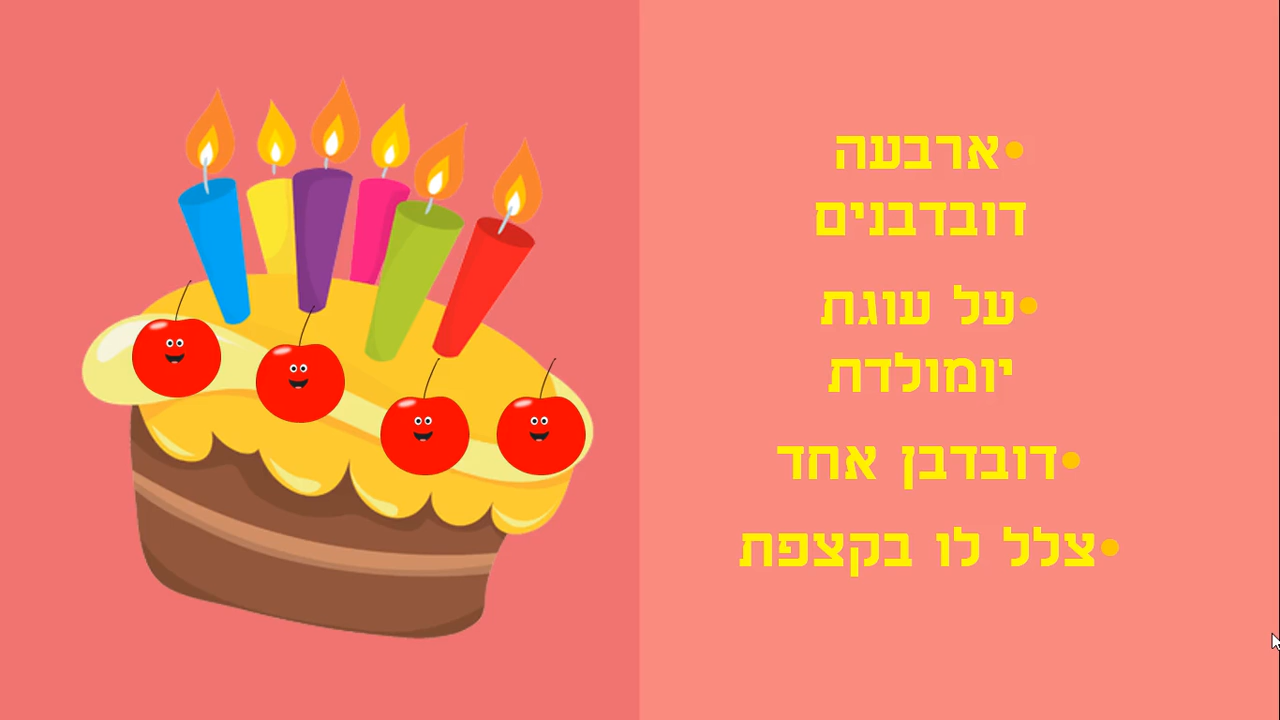 •ארבעה
דובדבנים
•על עוגת
יומולדת
•דובדבן אחד
•צלל לו בקצפת